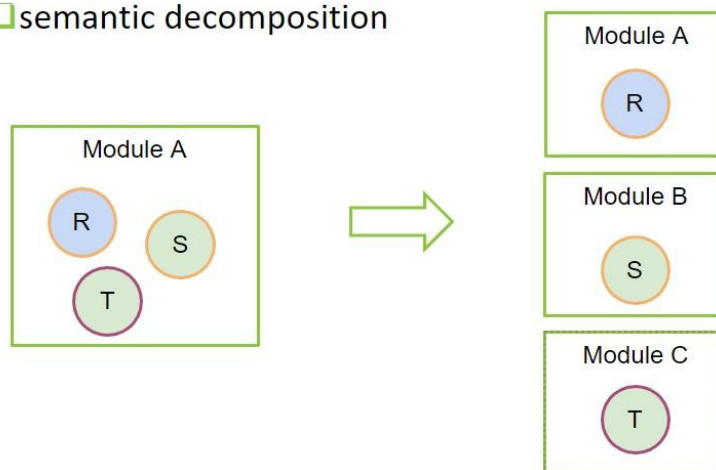 semantic decomposition
Module A
R
S
T
Module A
R
Module B
S
Module C
T